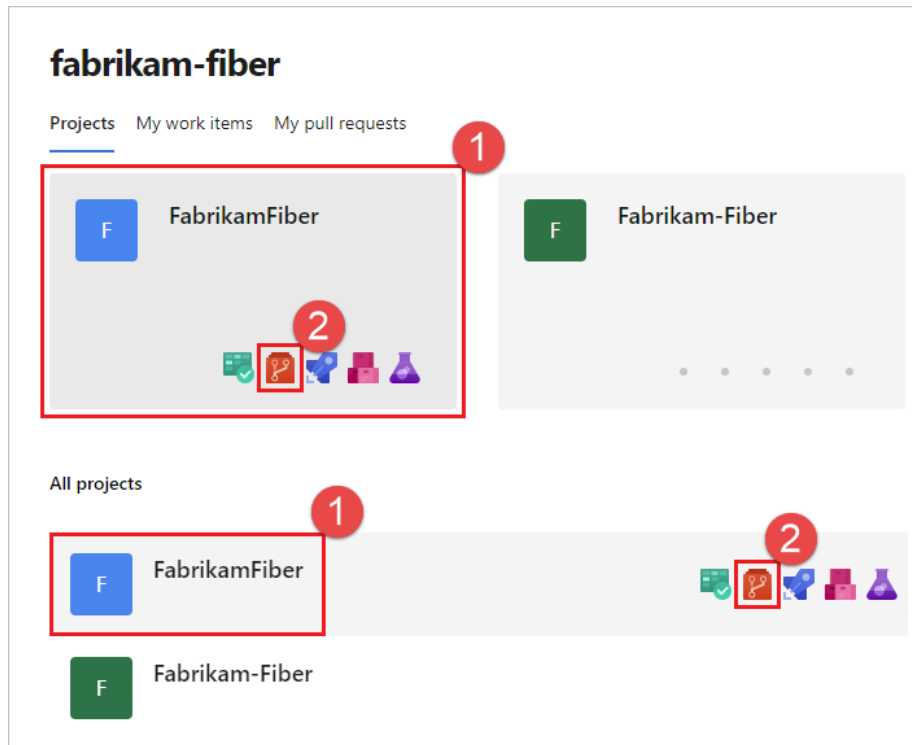 fabrikam-fiber
Projects My work items My pull requests
1
F FabrikamFiber
F Fabrikam-Fiber
2
All projects
1
F FabrikamFiber
2
F Fabrikam-Fiber